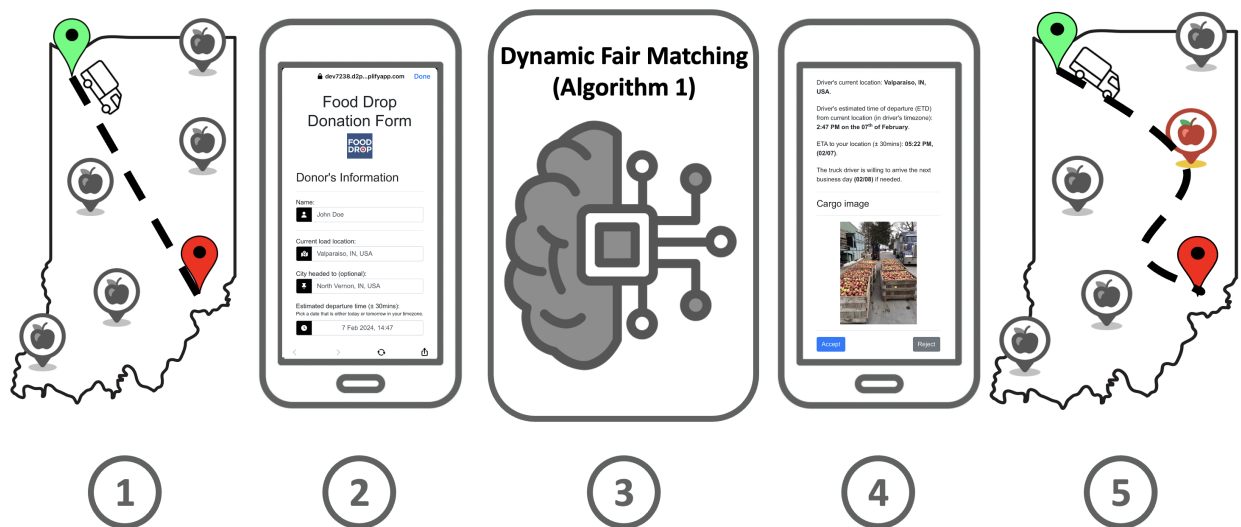 dev7238.d2p...plifyapp.com Done
Food Drop
Donation Form
FOOD
DROP
Donor's Information
Name:
John Doe
Current load location:
Valparaiso, IN, USA
City headed to (optional):
North Vernon, IN, USA
Estimated departure time (± 30mins):
Pick a date that is either today or tomorrow in your timezone.
7 Feb 2024, 14:47
Dynamic Fair Matching
(Algorithm 1)
Driver's current location: Valparaiso, IN,
USA.
Driver's estimated time of departure (ETD)
from current location (in driver's timezone):
2:47 PM on the 07th of February.
ETA to your location (± 30mins): 05:22 PM,
(02/07).
The truck driver is willing to arrive the next
business day (02/08) if needed.
Cargo image
Accept Reject
1 2 3 4 5